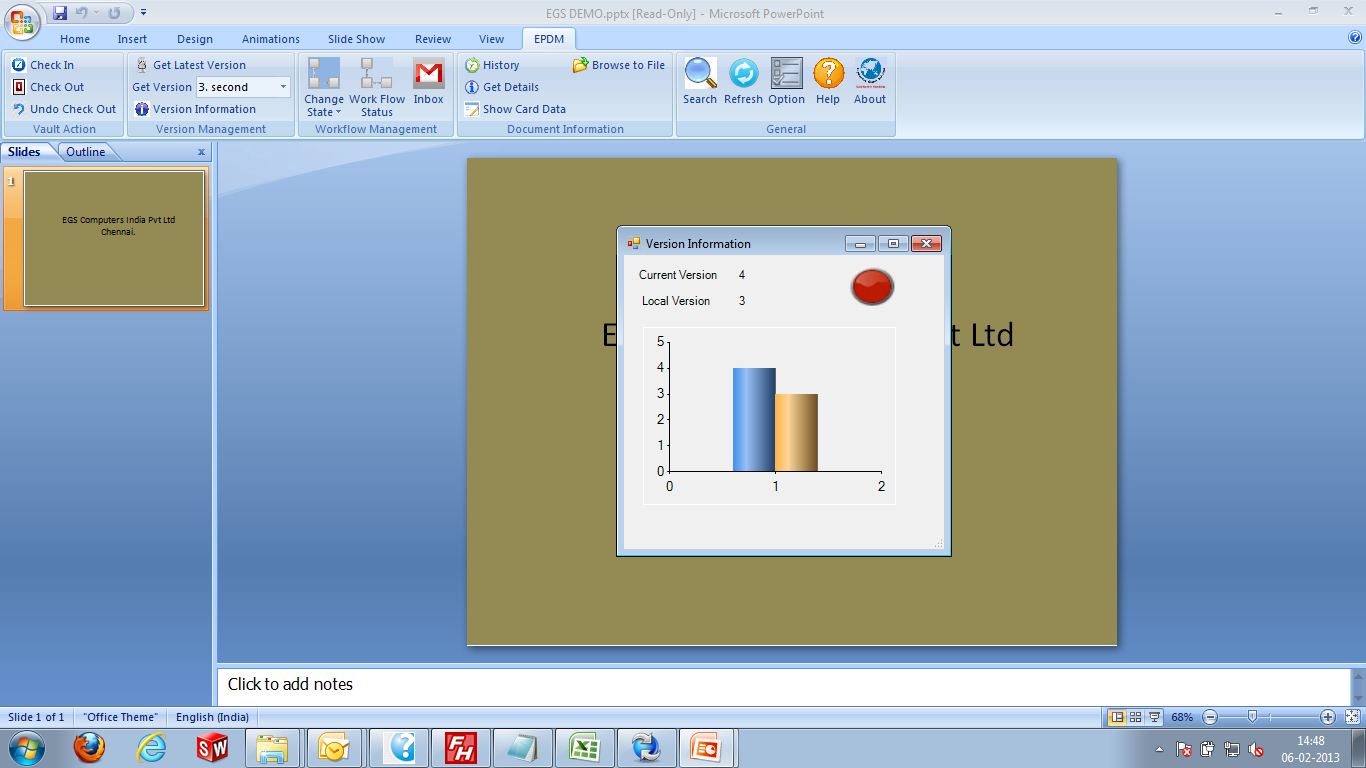 EGS DEMO.pptx [Read-Only] - Microsoft PowerPoint
Home Insert Design Animations Slide Show Review View EPDM
Check In
Check Out
Undo Check Out
Vault Action
Get Latest Version
Get Version 3. second
Version Information
Version Management
Change State
Work Flow Status
Inbox
Workflow Management
History
Get Details
Show Card Data
Browse to File
Document Information
Search Refresh Option Help About
General
Slides Outline x
1
EGS Computers India Pvt Ltd
Chennai.
Version Information
Current Version 4
Local Version 3
E t Ltd
5
4
3
2
1
0
0 1 2
Click to add notes
Slide 1 of 1 "Office Theme" English (India) 68%
SW FH
14:48
06-02-2013